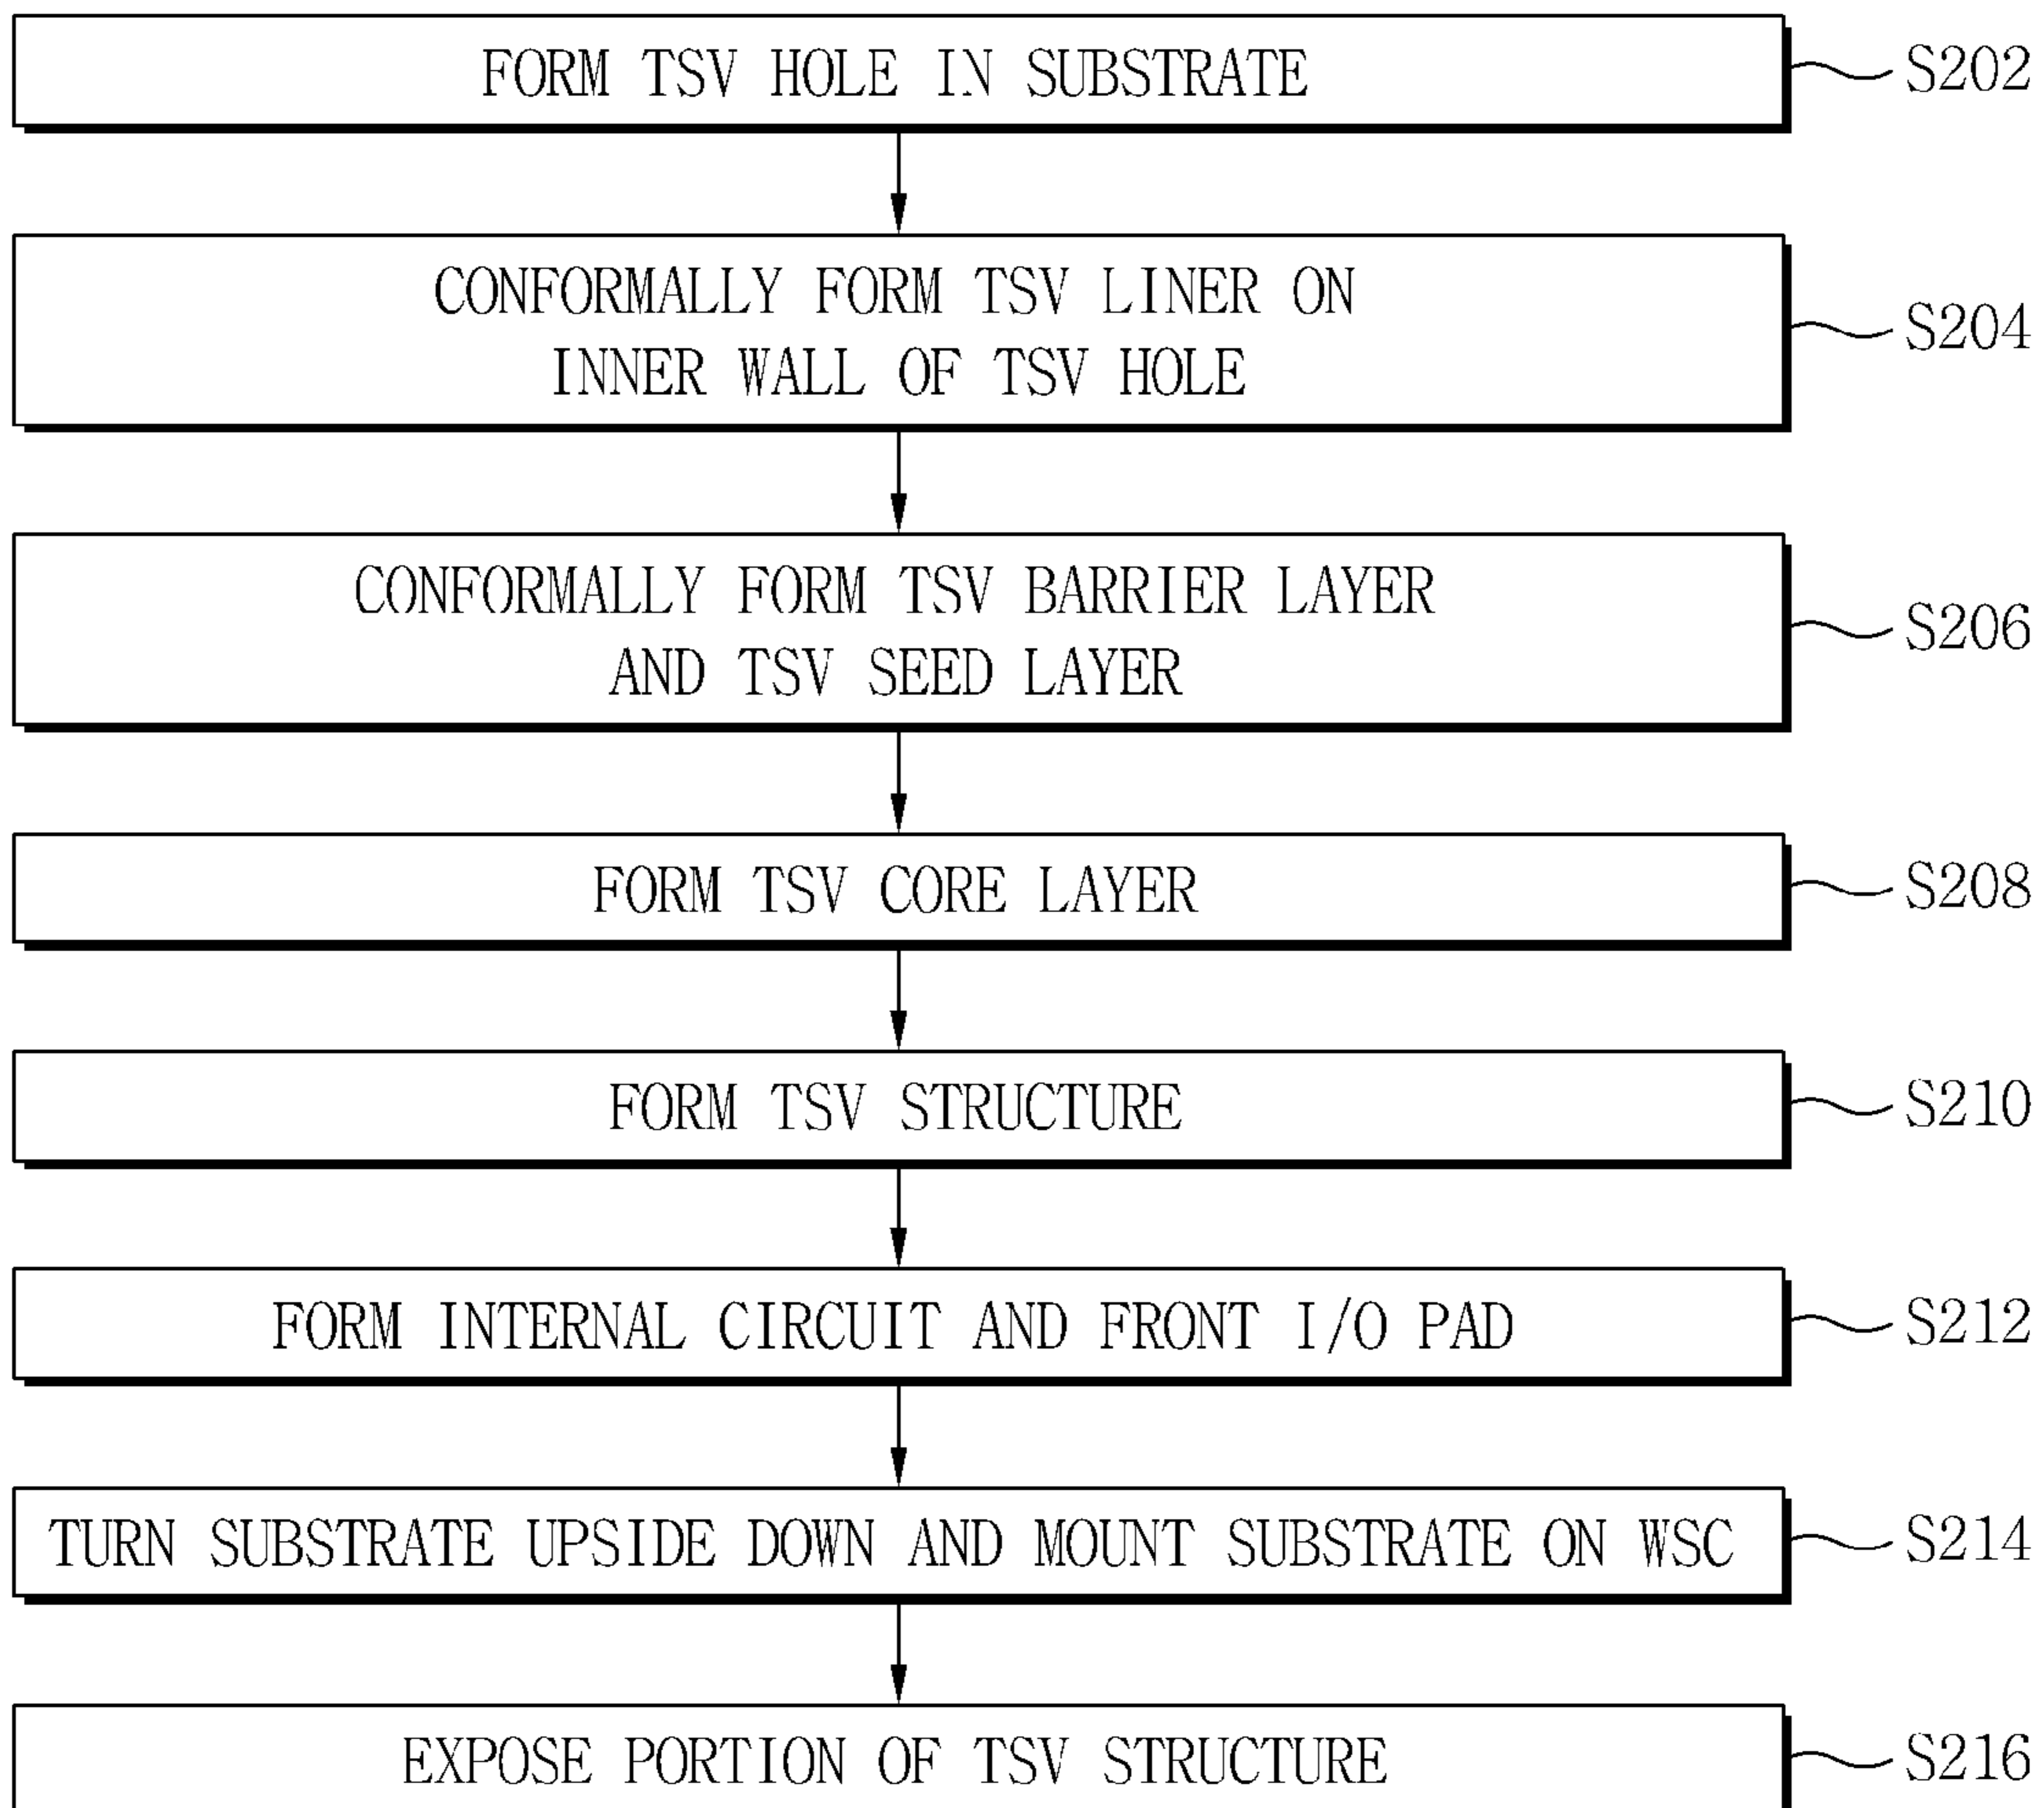 FORM TSV HOLE IN SUBSTRATE
S202
CONFORMALLY FORM TSV LINER ON
INNER WALL OF TSV HOLE
S204
CONFORMALLY FORM TSV BARRIER LAYER
AND TSV SEED LAYER
S206
FORM TSV CORE LAYER
S208
FORM TSV STRUCTURE
S210
FORM INTERNAL CIRCUIT AND FRONT I/O PAD
S212
TURN SUBSTRATE UPSIDE DOWN AND MOUNT SUBSTRATE ON WSC
S214
EXPOSE PORTION OF TSV STRUCTURE
S216